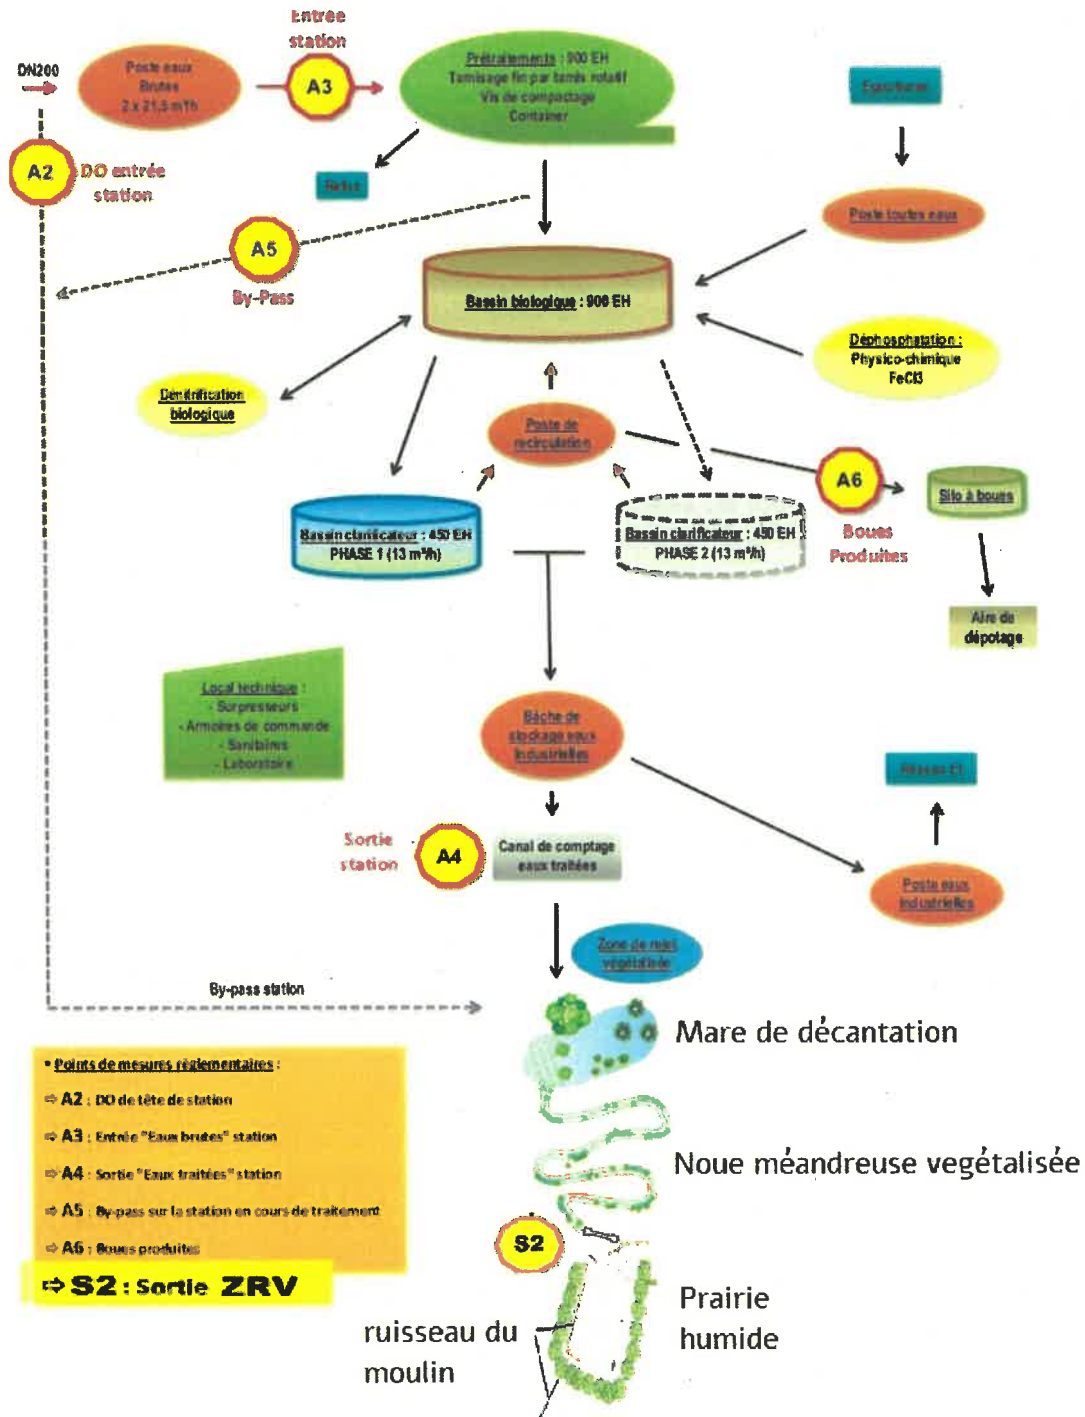 Entrée
station
DN200
Poste eaux
Brutes
2 x 21,5 m³/h
A3
Prétraitements : 900 EH
Tamisage fin par tamis rotatif
Vis de compactage
Container
A2
DO entrée
station
Refus
Poste toutes eaux
A5
By-Pass
Bassin biologique : 900 EH
Déphosphatation :
Physico-chimique
FeCl3
Dénitrification
biologique
Poste de
recirculation
A6
Silo à boues
Boues
Produites
Bassin clarificateur : 450 EH
PHASE 1 (13 m³/h)
Bassin clarificateur : 450 EH
PHASE 2 (13 m³/h)
Aire de
dépotage
Local technique :
- Surpresseurs
- Armoires de commande
- Sanitaires
- Laboratoire
Bâche de
stockage eaux
industrielles
Réseau EI
Sortie
station
A4
Canal de comptage
eaux traitées
Poste eaux
industrielles
Zone de rejet
végétalisée
By-pass station
Mare de décantation
• Points de mesures règlementaires :
⇨ A2 : DO de tête de station
⇨ A3 : Entrée "Eaux brutes" station
⇨ A4 : Sortie "Eaux traitées" station
⇨ A5 : By-pass sur la station en cours de traitement
⇨ A6 : Boues produites
⇨ S2 : Sortie ZRV
Noue méandreuse vegétalisée
S2
Prairie
humide
ruisseau du
moulin